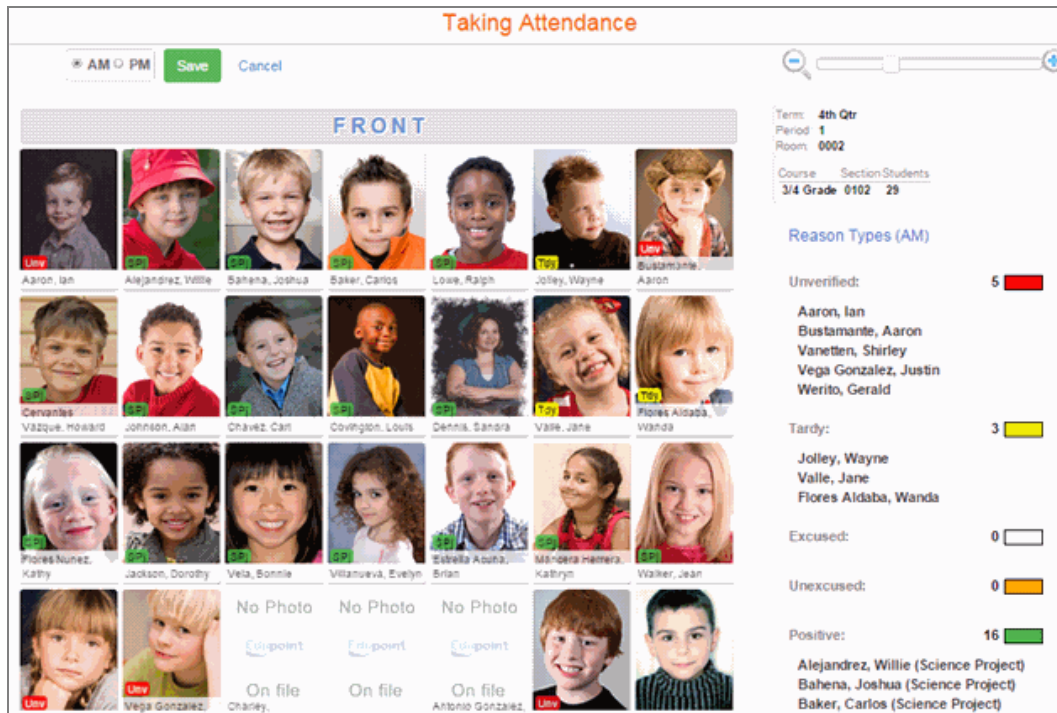 Taking Attendance
AM PM Save Cancel
FRONT
Unv SPj SPj SPj SPj Tdy Unv
Aaron, Ian Alejandrez, Willie Bahena, Joshua Baker, Carlos Lowe, Ralph Jolley, Wayne Bustamante,
Aaron
SPj SPj SPj SPj SPj Tdy Tdy
Cervantes
Vazque, Howard Johnson, Alan Chavez, Carl Covington, Louis Dennis, Sandra Valle, Jane Flores Aldaba,
Wanda
SPj SPj SPj SPj SPj SPj SPj
Flores Nunez,
Kathy Jackson, Dorothy Vela, Bonnie Villanueva, Evelyn Estrella Acuna,
Brian Mancera Herrera,
Kathryn Walker, Jean
No Photo No Photo No Photo
Edupoint Edupoint Edupoint
On file On file On file
Unv Unv Unv
Vega Gonzalez, Charley, Antonio Gonzalez,
Term: 4th Qtr
Period: 1
Room: 0002
Course Section Students
3/4 Grade 0102 29
Reason Types (AM)
Unverified: 5
Aaron, Ian
Bustamante, Aaron
Vanetten, Shirley
Vega Gonzalez, Justin
Werito, Gerald
Tardy: 3
Jolley, Wayne
Valle, Jane
Flores Aldaba, Wanda
Excused: 0
Unexcused: 0
Positive: 16
Alejandrez, Willie (Science Project)
Bahena, Joshua (Science Project)
Baker, Carlos (Science Project)